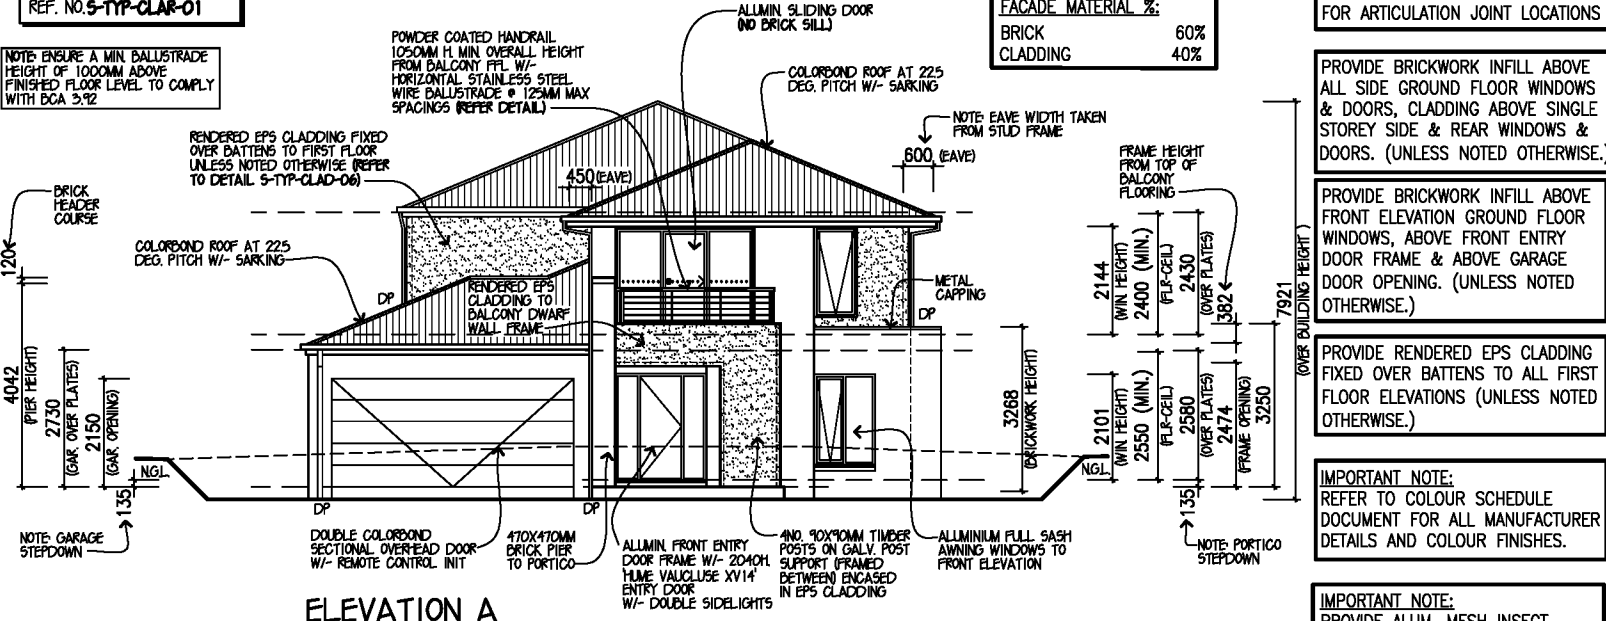 REF. NO.S-TYP-CLAR-01
NOTE: ENSURE A MIN. BALUSTRADE
HEIGHT OF 1000MM ABOVE
FINISHED FLOOR LEVEL TO COMPLY
WITH BCA 3.9.2
POWDER COATED HANDRAIL
1050MM H. MIN. OVERALL HEIGHT
FROM BALCONY FFL W/-
HORIZONTAL STAINLESS STEEL
WIRE BALUSTRADE @ 125MM MAX
SPACINGS (REFER DETAIL)
ALUMIN. SLIDING DOOR
(NO BRICK SILL)
COLORBOND ROOF AT 22.5
DEG. PITCH W/- SARKING
FACADE MATERIAL %:
BRICK 60%
CLADDING 40%
NOTE: EAVE WIDTH TAKEN
FROM STUD FRAME
600 (EAVE)
450(EAVE)
RENDERED EPS CLADDING FIXED
OVER BATTENS TO FIRST FLOOR
UNLESS NOTED OTHERWISE (REFER
TO DETAIL S-TYP-CLAD-06)
BRICK
HEADER
COURSE
COLORBOND ROOF AT 22.5
DEG. PITCH W/- SARKING
FRAME HEIGHT
FROM TOP OF
BALCONY
FLOORING
RENDERED EPS
CLADDING TO
BALCONY DWARF
WALL FRAME
METAL
CAPPING
DP
DP
DP
DP
120
4042
(PIER HEIGHT)
2730
(GAR OVER PLATES)
2150
(GAR OPENING)
135
N.G.L.
NOTE: GARAGE
STEPDOWN
3268
(BRICKWORK HEIGHT)
N.G.L.
2144
(WIN. HEIGHT)
2400 (MIN.)
(FLR-CEIL)
2430
(OVER PLATES)
382
2101
(WIN. HEIGHT)
2550 (MIN.)
(FLR-CEIL)
2580
(OVER PLATES)
2474
(FRAME OPENING)
3250
7921
(OVER BUILDING HEIGHT)
135
NOTE: PORTICO
STEPDOWN
DOUBLE COLORBOND
SECTIONAL OVERHEAD DOOR
W/- REMOTE CONTROL INIT
470X470MM
BRICK PIER
TO PORTICO
ALUMIN. FRONT ENTRY
DOOR FRAME W/- 2040H.
'HUME VAUCLUSE XV14'
ENTRY DOOR
W/- DOUBLE SIDELIGHTS
4NO. 90X90MM TIMBER
POSTS ON GALV. POST
SUPPORT (FRAMED
BETWEEN) ENCASED
IN EPS CLADDING
ALUMINIUM FULL SASH
AWNING WINDOWS TO
FRONT ELEVATION
ELEVATION A
FOR ARTICULATION JOINT LOCATIONS
PROVIDE BRICKWORK INFILL ABOVE
ALL SIDE GROUND FLOOR WINDOWS
& DOORS, CLADDING ABOVE SINGLE
STOREY SIDE & REAR WINDOWS &
DOORS. (UNLESS NOTED OTHERWISE.)
PROVIDE BRICKWORK INFILL ABOVE
FRONT ELEVATION GROUND FLOOR
WINDOWS, ABOVE FRONT ENTRY
DOOR FRAME & ABOVE GARAGE
DOOR OPENING. (UNLESS NOTED
OTHERWISE.)
PROVIDE RENDERED EPS CLADDING
FIXED OVER BATTENS TO ALL FIRST
FLOOR ELEVATIONS (UNLESS NOTED
OTHERWISE.)
IMPORTANT NOTE:
REFER TO COLOUR SCHEDULE
DOCUMENT FOR ALL MANUFACTURER
DETAILS AND COLOUR FINISHES.
IMPORTANT NOTE:
PROVIDE ALUM. MESH INSECT